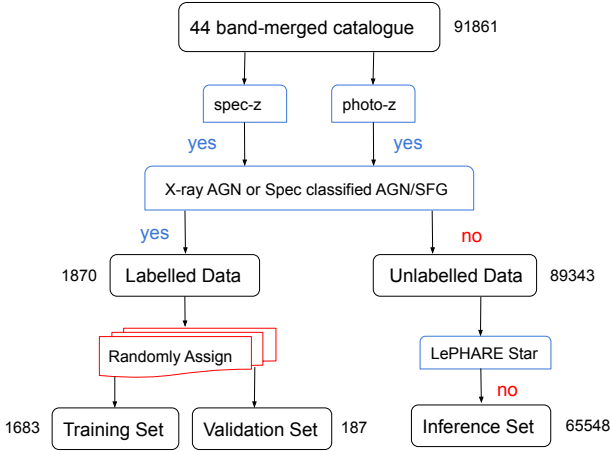 44 band-merged catalogue 91861
spec-z photo-z
yes yes
X-ray AGN or Spec classified AGN/SFG
yes no
1870 Labelled Data Unlabelled Data 89343
Randomly Assign LePHARE Star
no
1683 Training Set Validation Set 187 Inference Set 65548